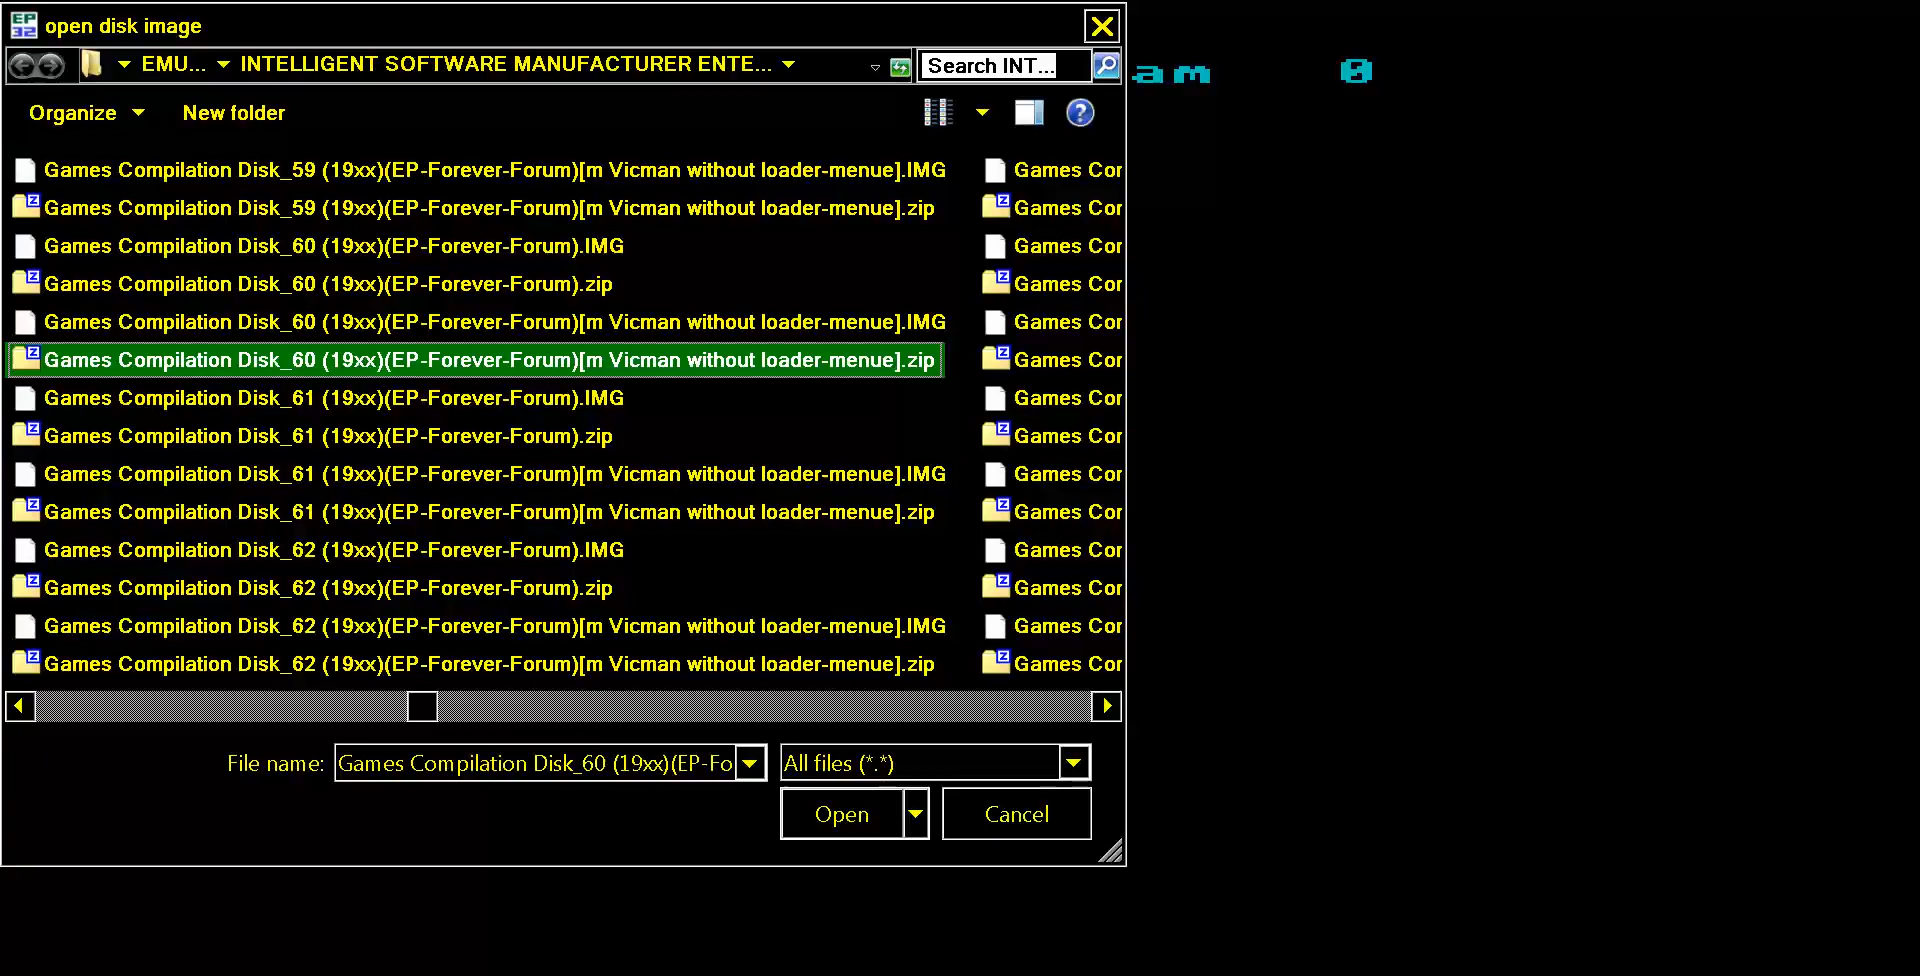 EP
32
open disk image
EMU... INTELLIGENT SOFTWARE MANUFACTURER ENTE... Search INT...
am 0
Organize New folder
Games Compilation Disk_59 (19xx)(EP-Forever-Forum)[m Vicman without loader-menue].IMG
Games Compilation Disk_59 (19xx)(EP-Forever-Forum)[m Vicman without loader-menue].zip
Games Compilation Disk_60 (19xx)(EP-Forever-Forum).IMG
Games Compilation Disk_60 (19xx)(EP-Forever-Forum).zip
Games Compilation Disk_60 (19xx)(EP-Forever-Forum)[m Vicman without loader-menue].IMG
Games Compilation Disk_60 (19xx)(EP-Forever-Forum)[m Vicman without loader-menue].zip
Games Compilation Disk_61 (19xx)(EP-Forever-Forum).IMG
Games Compilation Disk_61 (19xx)(EP-Forever-Forum).zip
Games Compilation Disk_61 (19xx)(EP-Forever-Forum)[m Vicman without loader-menue].IMG
Games Compilation Disk_61 (19xx)(EP-Forever-Forum)[m Vicman without loader-menue].zip
Games Compilation Disk_62 (19xx)(EP-Forever-Forum).IMG
Games Compilation Disk_62 (19xx)(EP-Forever-Forum).zip
Games Compilation Disk_62 (19xx)(EP-Forever-Forum)[m Vicman without loader-menue].IMG
Games Compilation Disk_62 (19xx)(EP-Forever-Forum)[m Vicman without loader-menue].zip
Games Cor
Games Cor
Games Cor
Games Cor
Games Cor
Games Cor
Games Cor
Games Cor
Games Cor
Games Cor
Games Cor
Games Cor
Games Cor
Games Cor
File name: Games Compilation Disk_60 (19xx)(EP-Fo All files (*.*)
Open Cancel